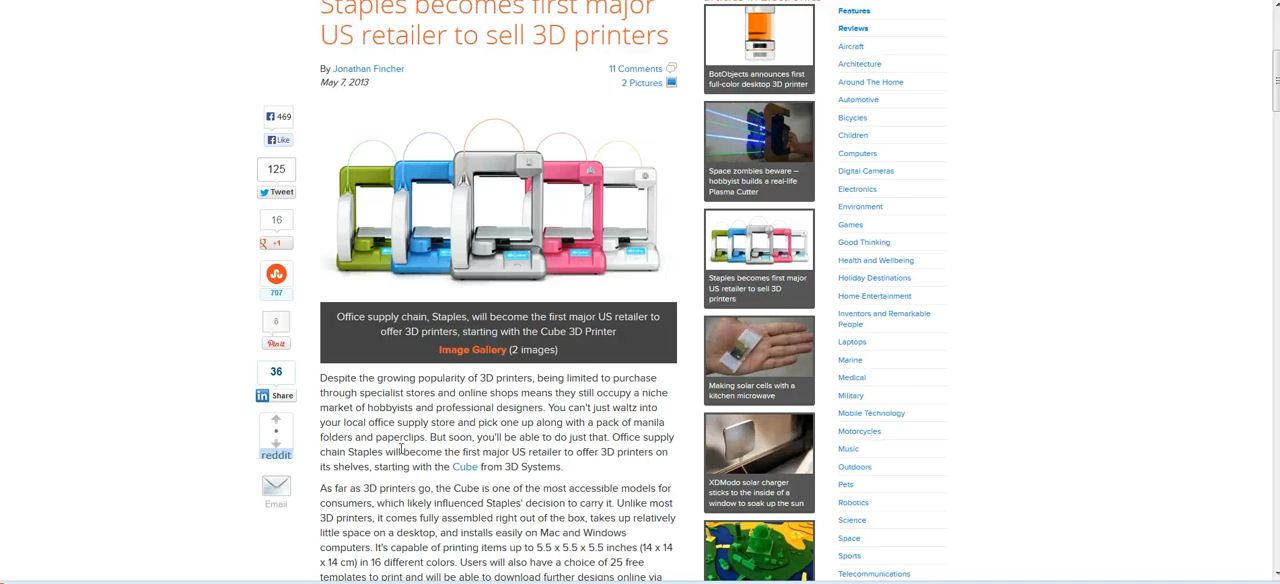 Staples becomes first major
US retailer to sell 3D printers
By Jonathan Fincher
11 Comments
May 7, 2013
2 Pictures
469
Like
125
Tweet
16
+1
707
6
Pin it
36
in Share
reddit
Email
Office supply chain, Staples, will become the first major US retailer to
offer 3D printers, starting with the Cube 3D Printer
Image Gallery (2 images)
Despite the growing popularity of 3D printers, being limited to purchase
through specialist stores and online shops means they still occupy a niche
market of hobbyists and professional designers. You can't just waltz into
your local office supply store and pick one up along with a pack of manila
folders and paperclips. But soon, you'll be able to do just that. Office supply
chain Staples will become the first major US retailer to offer 3D printers on
its shelves, starting with the Cube from 3D Systems.
As far as 3D printers go, the Cube is one of the most accessible models for
consumers, which likely influenced Staples' decision to carry it. Unlike most
3D printers, it comes fully assembled right out of the box, takes up relatively
little space on a desktop, and installs easily on Mac and Windows
computers. It's capable of printing items up to 5.5 x 5.5 x 5.5 inches (14 x 14
x 14 cm) in 16 different colors. Users will also have a choice of 25 free
templates to print and will be able to download further designs online via
BotObjects announces first
full-color desktop 3D printer
Space zombies beware –
hobbyist builds a real-life
Plasma Cutter
Staples becomes first major
US retailer to sell 3D
printers
Making solar cells with a
kitchen microwave
XDModo solar charger
sticks to the inside of a
window to soak up the sun
Features
Reviews
Aircraft
Architecture
Around The Home
Automotive
Bicycles
Children
Computers
Digital Cameras
Electronics
Environment
Games
Good Thinking
Health and Wellbeing
Holiday Destinations
Home Entertainment
Inventors and Remarkable
People
Laptops
Marine
Medical
Military
Mobile Technology
Motorcycles
Music
Outdoors
Pets
Robotics
Science
Space
Sports
Telecommunications